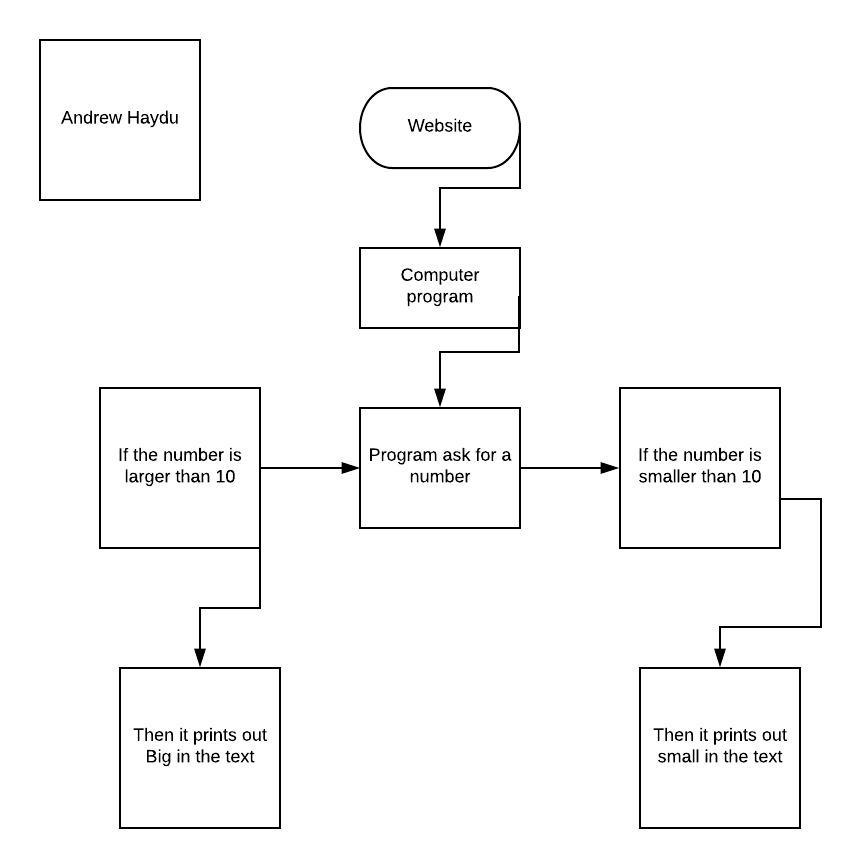 Andrew Haydu
Website
Computer
program
If the number is
larger than 10
Program ask for a
number
If the number is
smaller than 10
Then it prints out
Big in the text
Then it prints out
small in the text